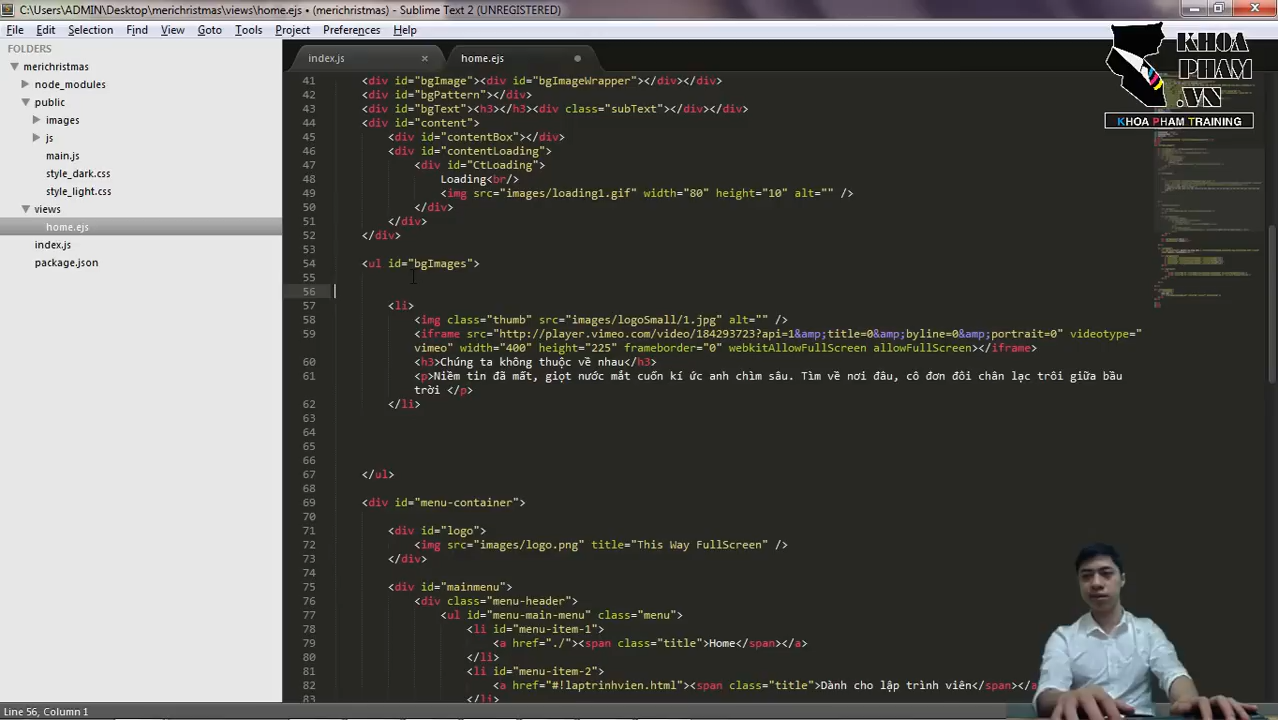 C:\Users\ADMIN\Desktop\merichristmas\views\home.ejs • (merichristmas) - Sublime Text 2 (UNREGISTERED)
File Edit Selection Find View Goto Tools Project Preferences Help
FOLDERS
merichristmas
node_modules
public
images
js
main.js
style_dark.css
style_light.css
views
home.ejs
index.js
package.json
index.js
home.ejs
KHOA
PHAM
.VN
KHOA PHAM TRAINING
41 <div id="bgImage"><div id="bgImageWrapper"></div></div>
42 <div id="bgPattern"></div>
43 <div id="bgText"><h3></h3><div class="subText"></div></div>
44 <div id="content">
45 <div id="contentBox"></div>
46 <div id="contentLoading">
47 <div id="CtLoading">
48 Loading<br/>
49 <img src="images/loading1.gif" width="80" height="10" alt="" />
50 </div>
51 </div>
52 </div>
53
54 <ul id="bgImages">
55
56
57 <li>
58 <img class="thumb" src="images/logoSmall/1.jpg" alt="" />
59 <iframe src="http://player.vimeo.com/video/184293723?api=1&amp;title=0&amp;byline=0&amp;portrait=0" videotype="
vimeo" width="400" height="225" frameborder="0" webkitAllowFullScreen allowFullScreen></iframe>
60 <h3>Chúng ta không thuộc về nhau</h3>
61 <p>Niềm tin đã mất, giọt nước mắt cuốn kí ức anh chìm sâu. Tìm về nơi đâu, cô đơn đôi chân lạc trôi giữa bầu
trời </p>
62 </li>
63
64
65
66
67 </ul>
68
69 <div id="menu-container">
70
71 <div id="logo">
72 <img src="images/logo.png" title="This Way FullScreen" />
73 </div>
74
75 <div id="mainmenu">
76 <div class="menu-header">
77 <ul id="menu-main-menu" class="menu">
78 <li id="menu-item-1">
79 <a href="./"><span class="title">Home</span></a>
80 </li>
81 <li id="menu-item-2">
82 <a href="#!laptrinhvien.html"><span class="title">Dành cho lập trình viên</span></a
83 </li>
Line 56, Column 1